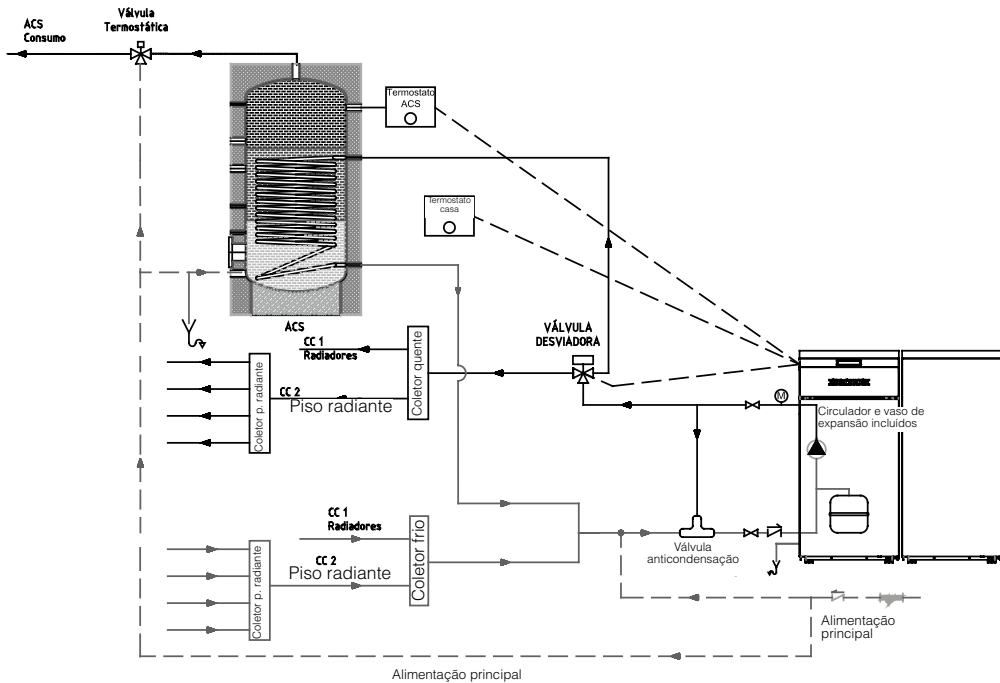 Válvula
Termostática
ACS
Consumo
Termostato
ACS
Termostato
casa
ACS
CC 1
Radiadores
CC 2
Piso radiante
Coletor p. radiante
Coletor quente
VÁLVULA
DESVIADORA
M
Circulador e vaso de
expansão incluídos
CC 1
Radiadores
CC 2
Piso radiante
Coletor p. radiante
Coletor frio
Válvula
anticondensação
Alimentação
principal
Alimentação principal